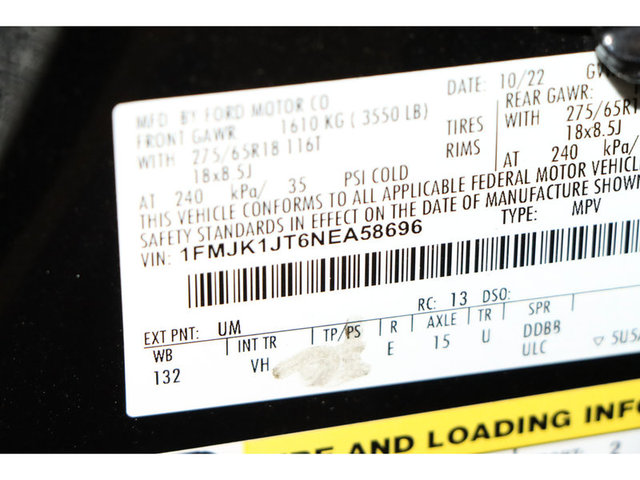 MFD BY FORD MOTOR CO
DATE: 10/22
FRONT GAWR 1610 KG ( 3550 LB)
REAR GAWR:
WITH 275/65R18 116T TIRES WITH 275/65R1
18x8.5J RIMS 18x8.5J
AT 240 kPa/ 35 PSI COLD AT 240 kPa/
THIS VEHICLE CONFORMS TO ALL APPLICABLE FEDERAL MOTOR VEHICLE
SAFETY STANDARDS IN EFFECT ON THE DATE OF MANUFACTURE SHOWN
VIN: 1FMJK1JT6NEA58696 TYPE: MPV
RC: 13 DSO:
EXT PNT: UM
WB INT TR TP/PS R AXLE TR SPR
132 VH E 15 U DDBB
ULC
AND LOADING INFO
2